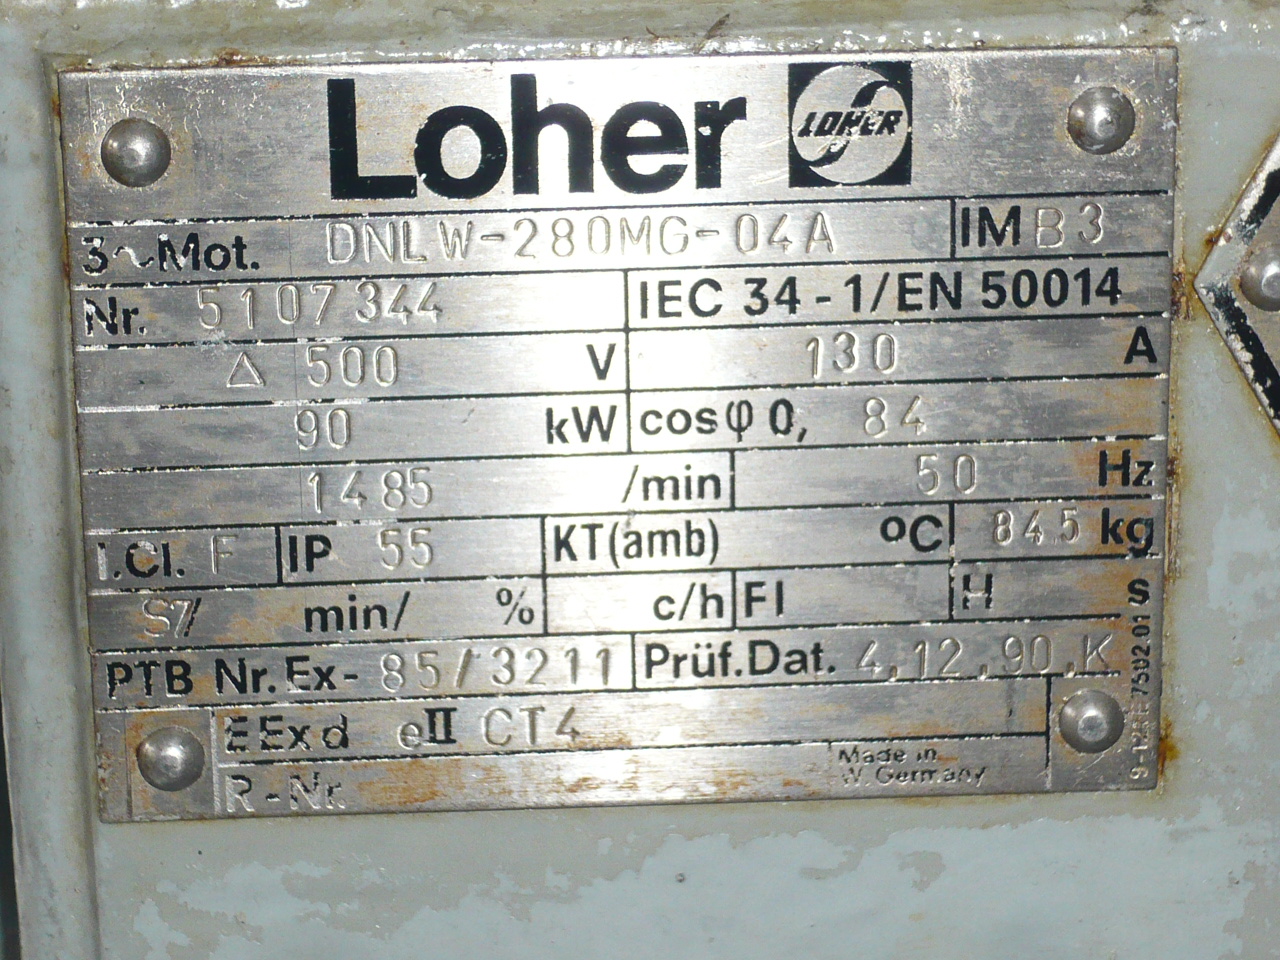 Loher LOHER
3~Mot. DNLW-280MG-04A IM B3
Nr. 5107344 IEC 34-1/EN 50014
△ 500 V 130 A
90 kW cosφ 0, 84
1485 /min 50 Hz
I.Cl. F IP 55 KT(amb) °C 845 kg
S7/ min/ % c/h FI H S
PTB Nr. Ex- 85/3211 Prüf.Dat. 4.12.90.K
EExd eII CT4
R-Nr.
Made in
W. Germany